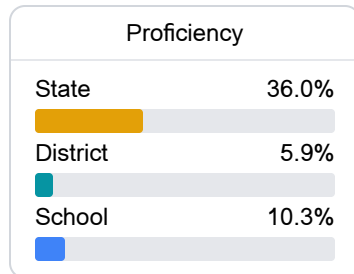 Proficiency
State 36.0%
District 5.9%
School 10.3%